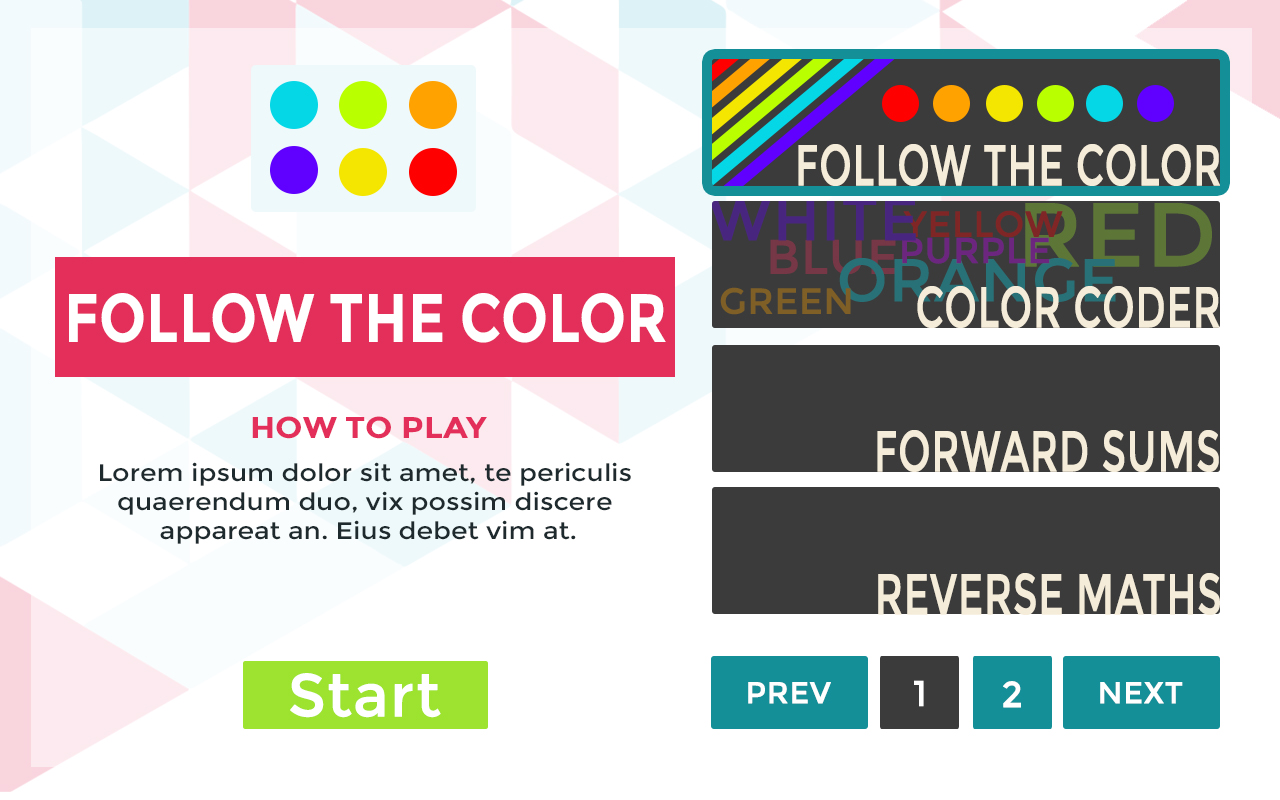 FOLLOW THE COLOR
HOW TO PLAY
Lorem ipsum dolor sit amet, te periculis
quaerendum duo, vix possim discere
appareat an. Eius debet vim at.
Start
FOLLOW THE COLOR
WHITE
YELLOW
RED
BLUE
PURPLE
ORANGE
GREEN
COLOR CODER
FORWARD SUMS
REVERSE MATHS
PREV
1
2
NEXT